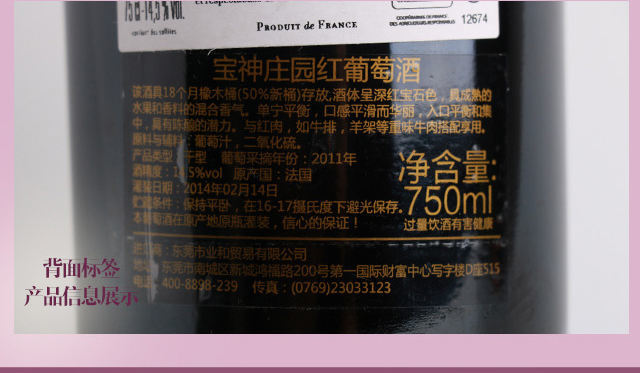 75 cl-14,5 % vol.
PRODUIT DE FRANCE
12674
宝神庄园红葡萄酒
该酒具18个月橡木桶(50%新桶)存放,酒体呈深红宝石色，具成熟的
水果和香料的混合香气。单宁平衡，口感平滑而华丽，入口平衡和集
中，具有陈酿的潜力。与红肉，如牛排，羊架等重味牛肉搭配享用。
原料与辅料：葡萄汁，二氧化硫。
产品类型：干型 葡萄采摘年份：2011年
酒精度：14.5%vol 原产国：法国
灌装日期：2014年02月14日
贮藏条件：保持平卧，在16-17摄氏度下避光保存。
本葡萄酒在原产地原瓶灌装，信心的保证！
净含量:
750ml
过量饮酒有害健康
进口商：东莞市业和贸易有限公司
地址：东莞市南城区新城鸿福路200号第一国际财富中心写字楼D座515
电话：400-8898-239 传真：(0769)23033123
背面标签
产品信息展示